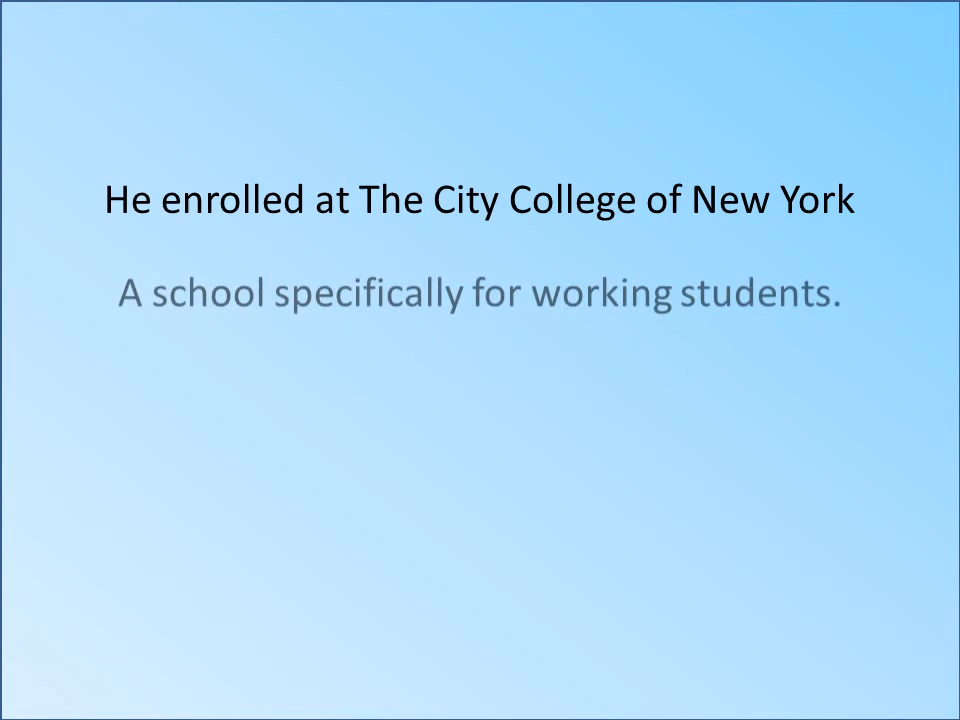 He enrolled at The City College of New York
A school specifically for working students.